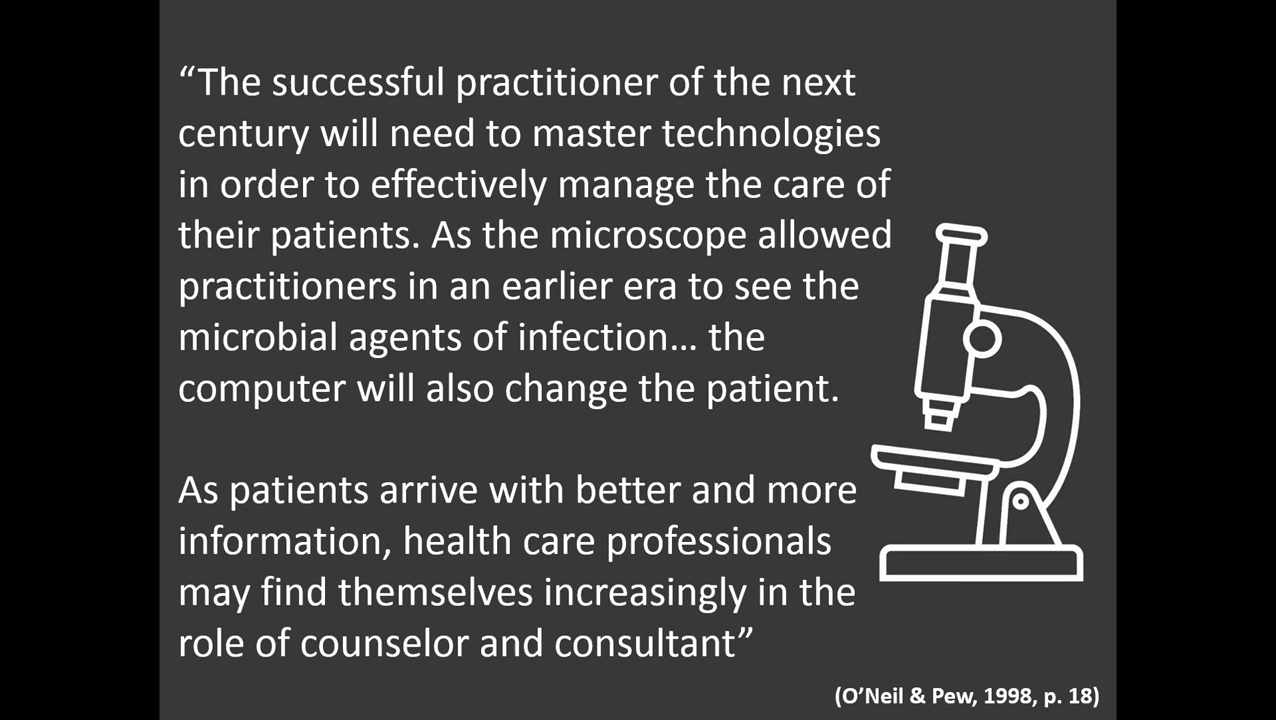 “The successful practitioner of the next
century will need to master technologies
in order to effectively manage the care of
their patients. As the microscope allowed
practitioners in an earlier era to see the
microbial agents of infection… the
computer will also change the patient.
As patients arrive with better and more
information, health care professionals
may find themselves increasingly in the
role of counselor and consultant”
(O’Neil & Pew, 1998, p. 18)